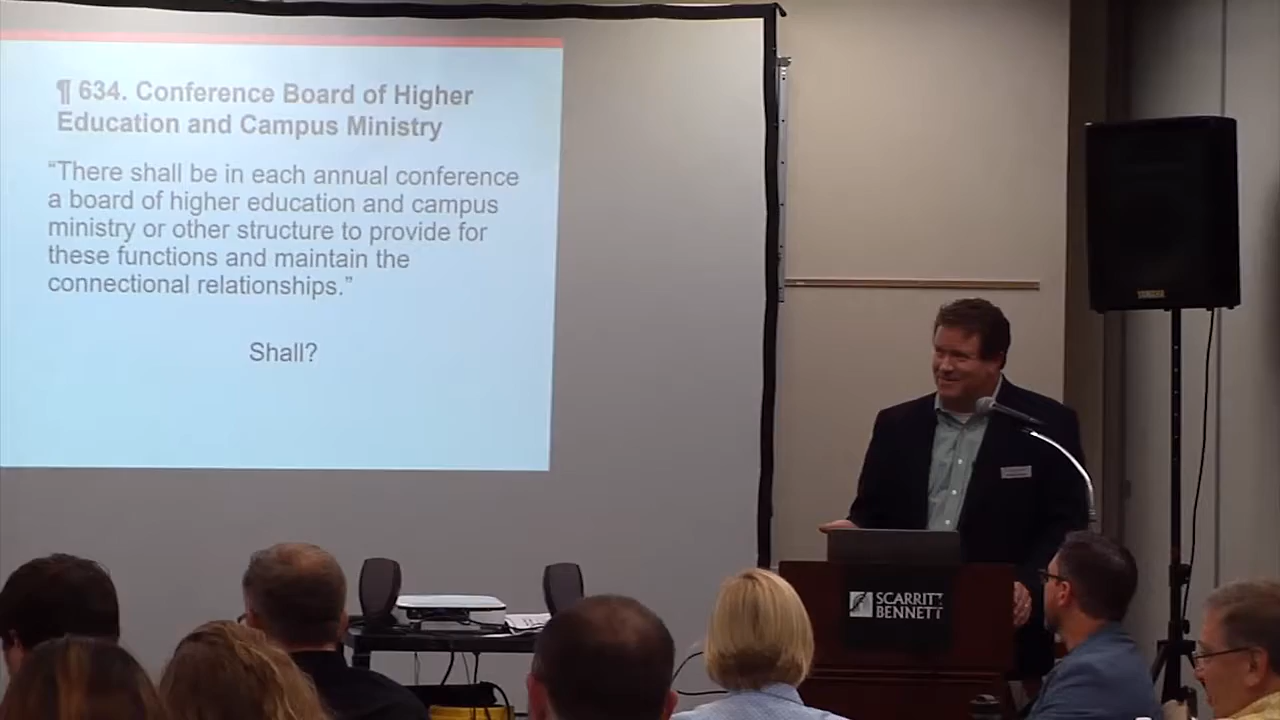 ¶ 634. Conference Board of Higher
Education and Campus Ministry
“There shall be in each annual conference
a board of higher education and campus
ministry or other structure to provide for
these functions and maintain the
connectional relationships.”
Shall?
SCARRITT
BENNETT